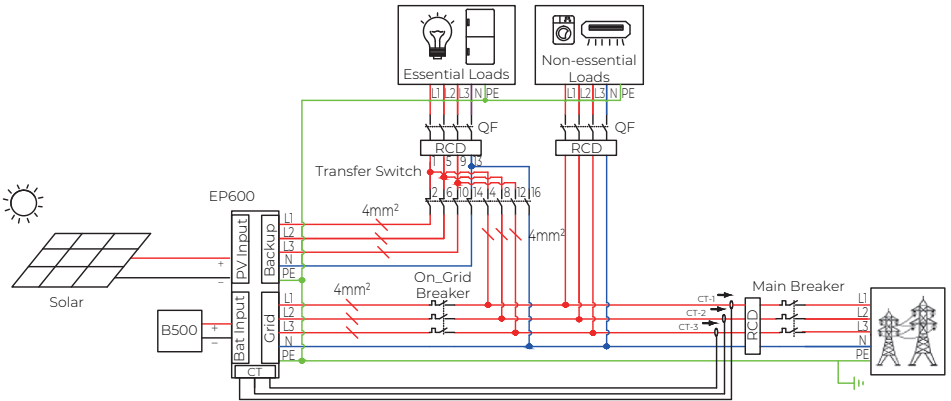 Essential Loads
L1 L2 L3 N PE
Non-essential
Loads
L1 L2 L3 N PE
QF
RCD
QF
RCD
1 5 9 13
Transfer Switch
2 6 10 14 4 8 12 16
EP600
PV Input
Backup
L1
L2
L3
N
PE
4mm²
4mm²
+
−
Solar
B500
+
−
Bat Input
Grid
CT
L1
L2
L3
N
PE
4mm²
On_Grid
Breaker
CT-1
CT-2
CT-3
RCD
Main Breaker
L1
L2
L3
N
PE